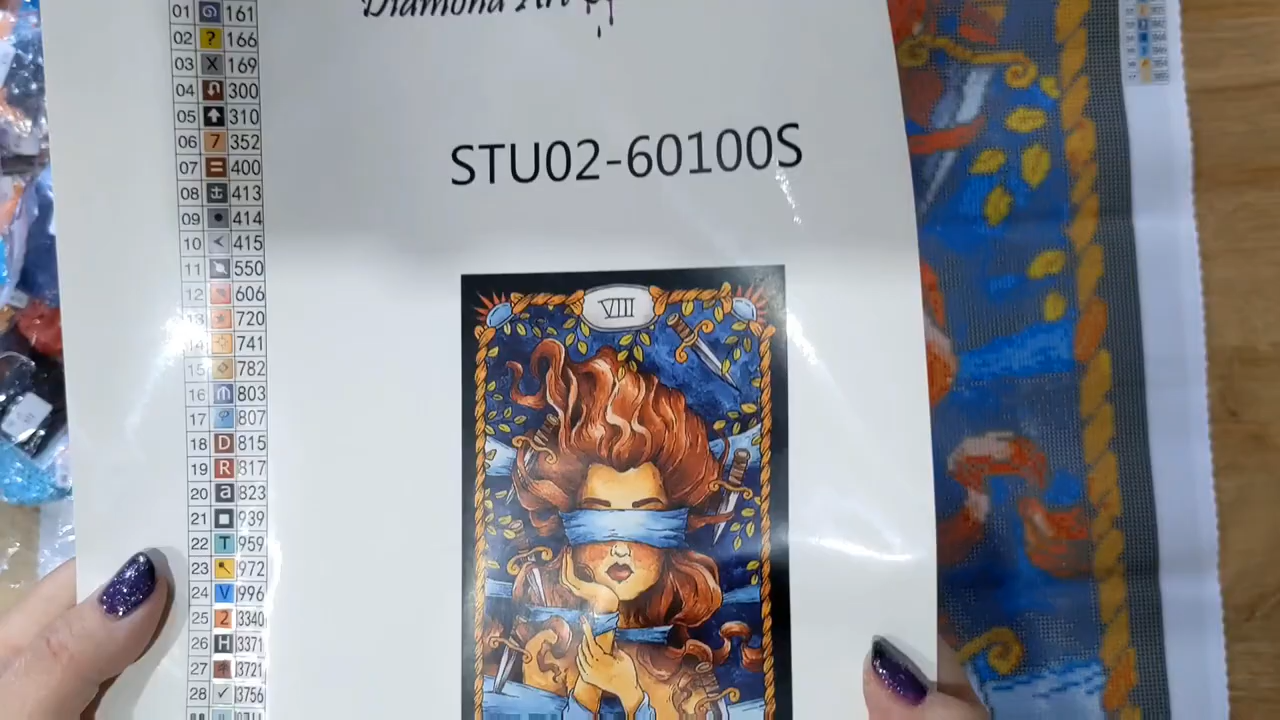 Diamond Art
STU02-60100S
01 161
02 ? 166
03 X 169
04 300
05 310
06 7 352
07 = 400
08 413
09 414
10 415
11 550
12 606
13 720
14 741
15 782
16 m 803
17 P 807
18 D 815
19 R 817
20 a 823
21 939
22 T 959
23 972
24 V 996
25 2 3340
26 H 3371
27 3721
28 ✓ 3756
VIII